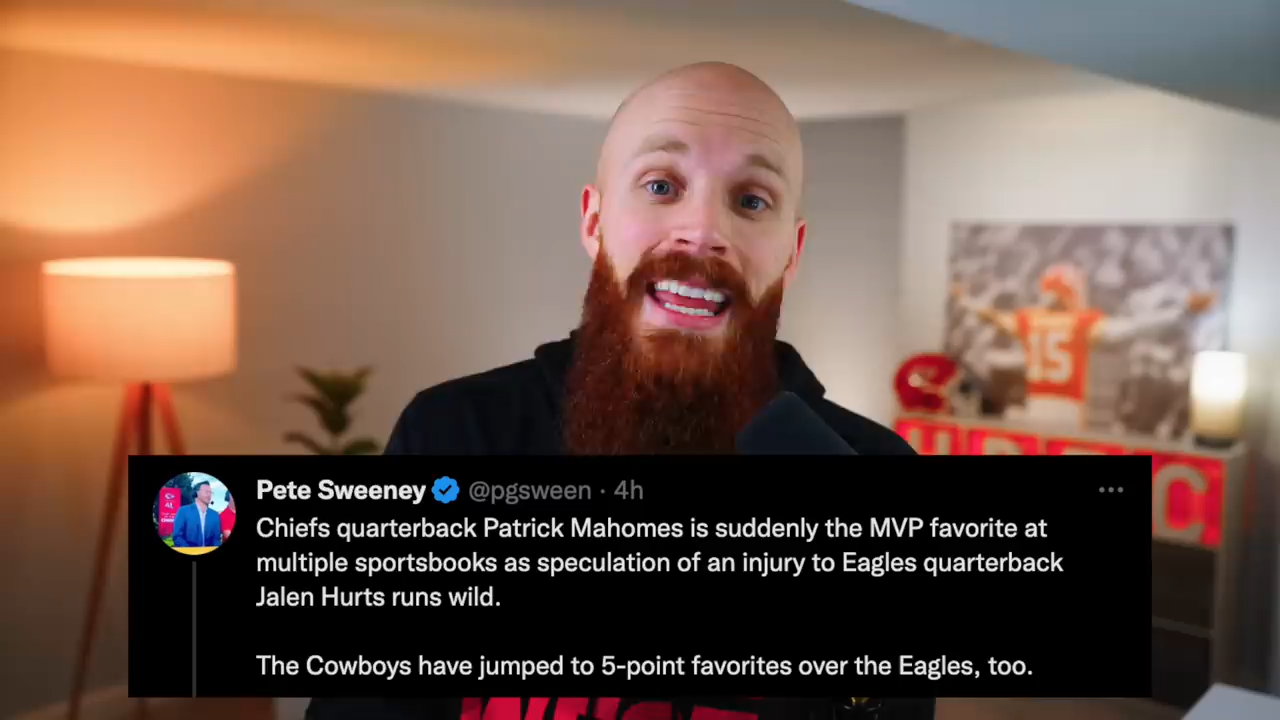 15
Pete Sweeney @pgsween · 4h
Chiefs quarterback Patrick Mahomes is suddenly the MVP favorite at
multiple sportsbooks as speculation of an injury to Eagles quarterback
Jalen Hurts runs wild.
The Cowboys have jumped to 5-point favorites over the Eagles, too.